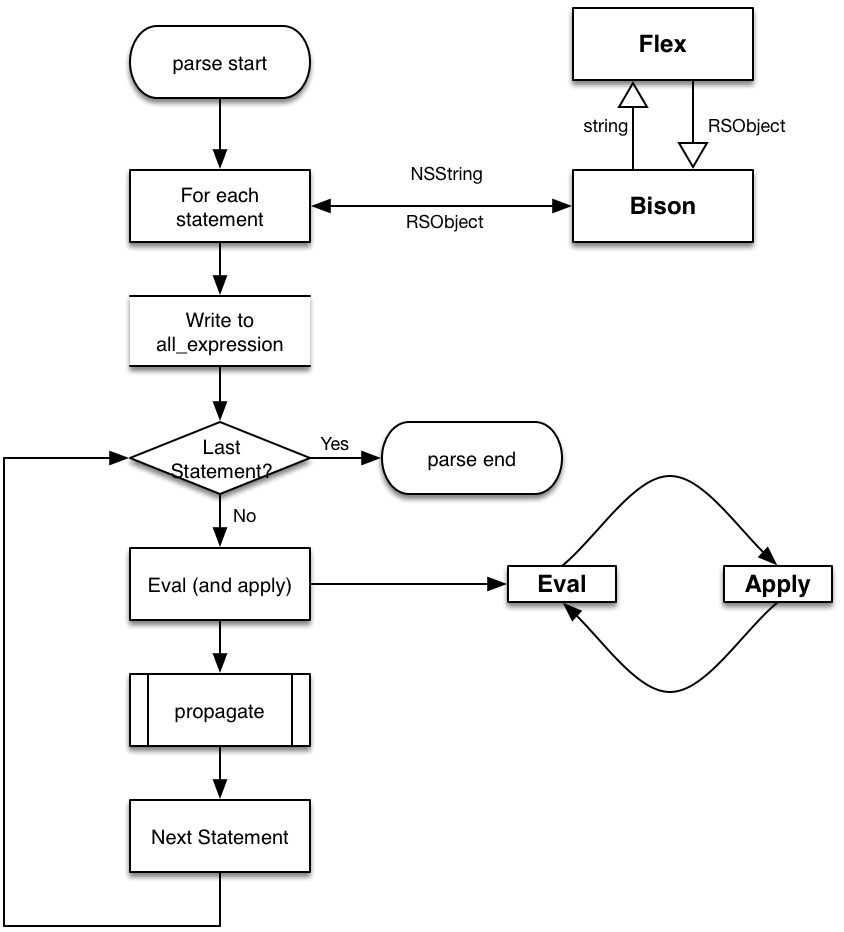 parse start
Flex
string
RSObject
For each
statement
NSString
RSObject
Bison
Write to
all_expression
Last
Statement?
Yes
parse end
No
Eval (and apply)
Eval
Apply
propagate
Next Statement